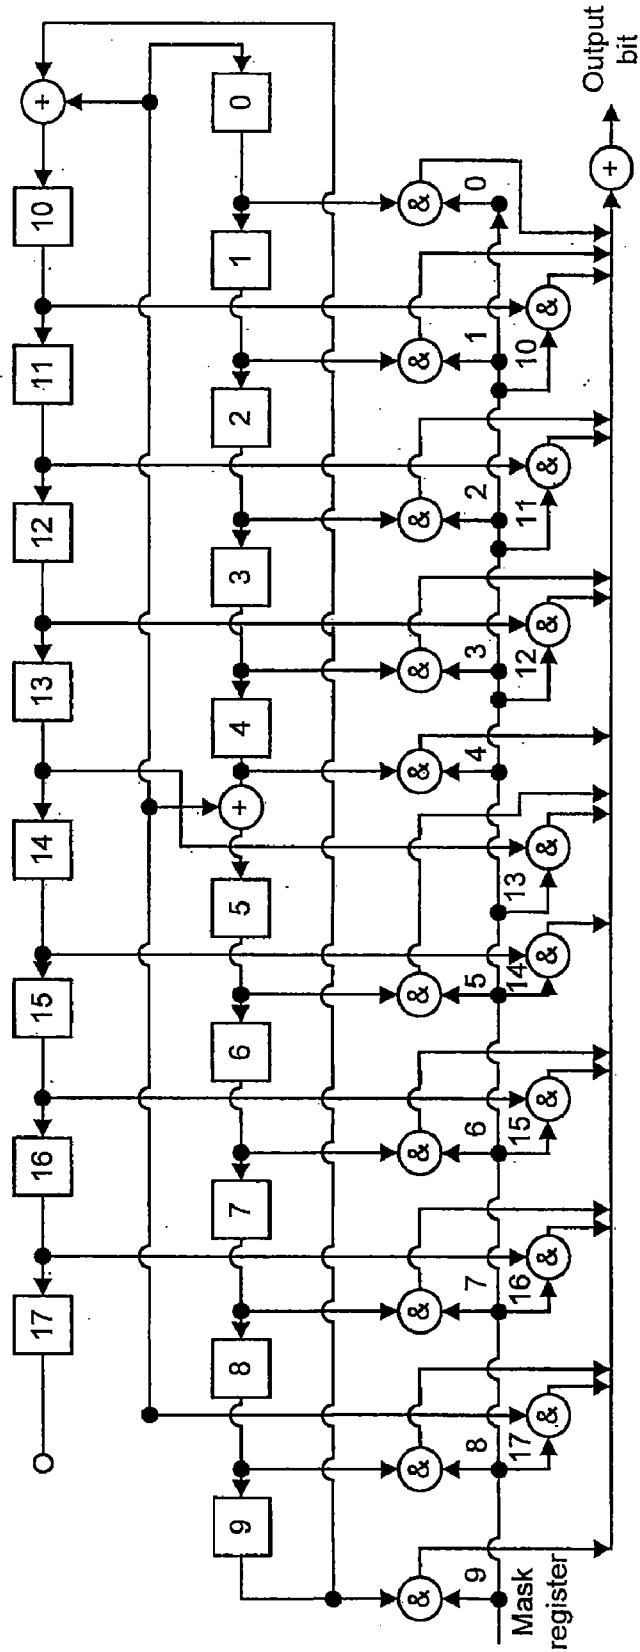 17 16 15 14 13 12 11 10 +
9 8 7 6 5 + 4 3 2 1 0
& & & & & & & & & &
9 8 7 6 5 4 3 2 1 0
Mask
register
17 16 15 14 13 12 11 10
& & & & & & & &
+
Output
bit